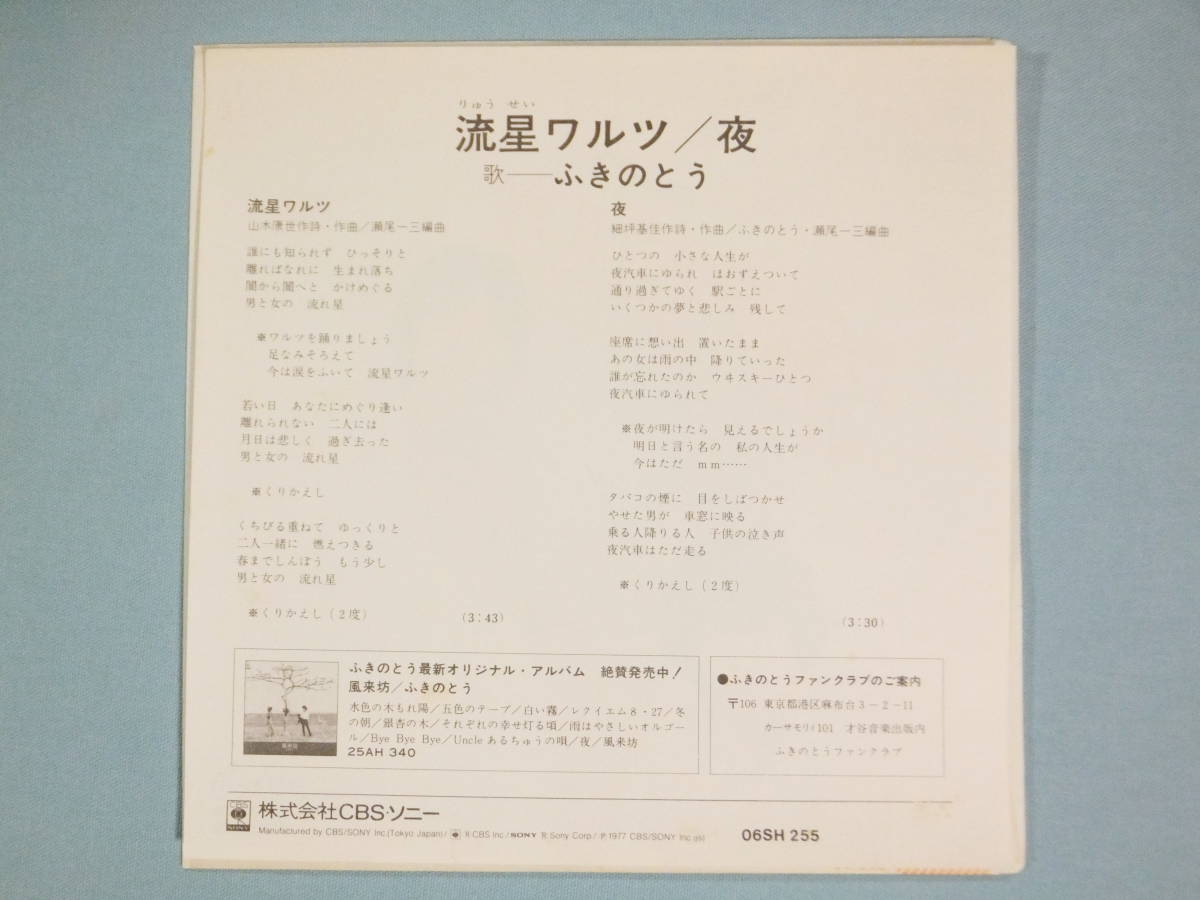 りゅう せい
流星ワルツ／夜
歌──ふきのとう
流星ワルツ
山木康世作詩・作曲／瀬尾一三編曲
誰にも知られず　ひっそりと
離ればなれに　生まれ落ち
闇から闇へと　かけめぐる
男と女の　流れ星
※ワルツを踊りましょう
足なみそろえて
今は涙をふいて　流星ワルツ
若い日　あなたにめぐり逢い
離れられない　二人には
月日は悲しく　過ぎ去った
男と女の　流れ星
※くりかえし
くちびる重ねて　ゆっくりと
二人一緒に　燃えつきる
春までしんぼう　もう少し
男と女の　流れ星
※くりかえし（2度）
(3:43)
夜
細坪基佳作詩・作曲／ふきのとう・瀬尾一三編曲
ひとつの　小さな人生が
夜汽車にゆられ　はおずえついて
通り過ぎてゆく　駅ごとに
いくつかの夢と悲しみ　残して
座席に想い出　置いたまま
あの女は雨の中　降りていった
誰が忘れたのか　ウヰスキーひとつ
夜汽車にゆられて
※夜が明けたら　見えるでしょうか
明日と言う名の　私の人生が
今はただ　mm……
タバコの煙に　目をしばつかせ
やせた男が　車窓に映る
乗る人降りる人　子供の泣き声
夜汽車はただ走る
※くりかえし（2度）
(3:30)
ふきのとう最新オリジナル・アルバム　絶賛発売中！
風来坊／ふきのとう
水色の木もれ陽／五色のテープ／白い霧／レクイエム8・27／冬
の朝／銀杏の木／それぞれの幸せ灯る頃／雨はやさしいオルゴー
ル／Bye Bye Bye／Uncle あるちゅうの唄／夜／風来坊
25AH 340
風来坊
●ふきのとうファンクラブのご案内
〒106 東京都港区麻布台3－2－11
カーサモリィ101　才谷音楽出版内
ふきのとうファンクラブ
CBS
SONY
株式会社CBS・ソニー
Manufactured by CBS/SONY Inc.(Tokyo Japan)/ R CBS Inc/SONY R Sony Corp/Ⓟ1977 CBS/SONY Inc
06SH 255